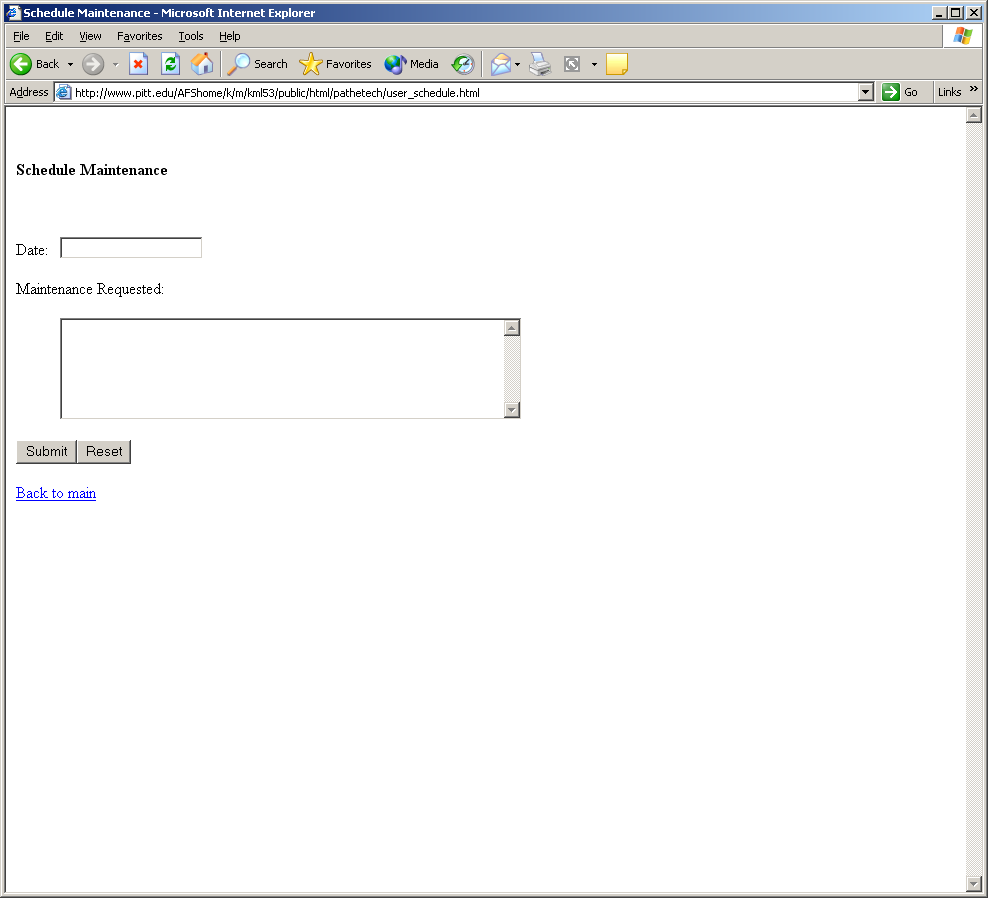 Schedule Maintenance - Microsoft Internet Explorer
File Edit View Favorites Tools Help
Back Search Favorites Media
Address http://www.pitt.edu/AFShome/k/m/kml53/public/html/pathetech/user_schedule.html Go Links »
Schedule Maintenance
Date:
Maintenance Requested:
Submit Reset
Back to main